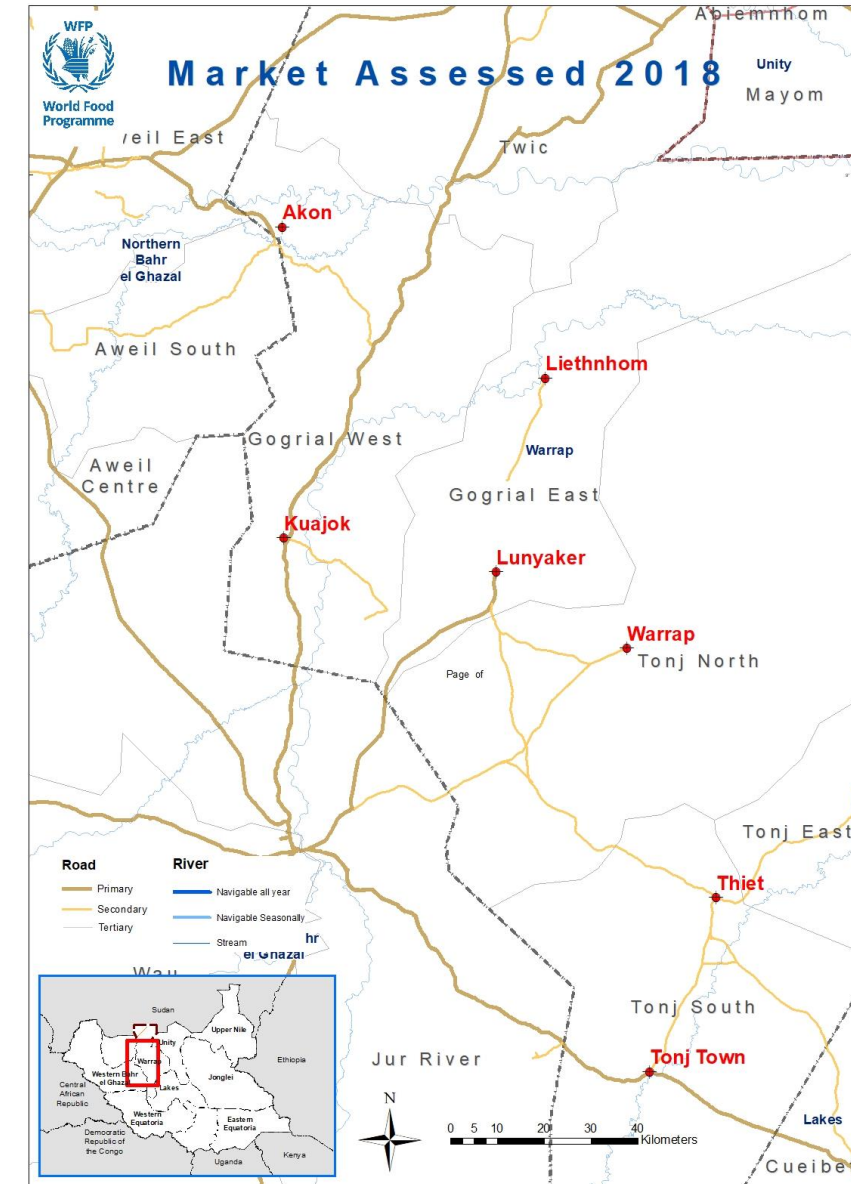 WFP
World Food
Programme
Market Assessed 2018
Abiemnhom
Unity
Mayom
Twic
Akon
Northern
Bahr
el Ghazal
Aweil South
Liethnhom
Gogrial West
Warrap
Aweil
Centre
Gogrial East
Kuajok
Lunyaker
Warrap
Tonj North
Page of
Tonj East
Road
River
Primary
Navigable all year
Secondary
Navigable Seasonally
Tertiary
Stream
Thiet
el Ghazal
Tonj South
Jur River
Tonj Town
Lakes
Cueibe
N
0 5 10 20 30 40
Kilometers
Sudan
Upper Nile
Unity
Warrap
Ethiopia
Western Bahr
el Ghazal
Jonglei
Central
African
Republic
Lakes
Western
Equatoria
Eastern
Equatoria
Democratic
Republic of
the Congo
Uganda
Kenya